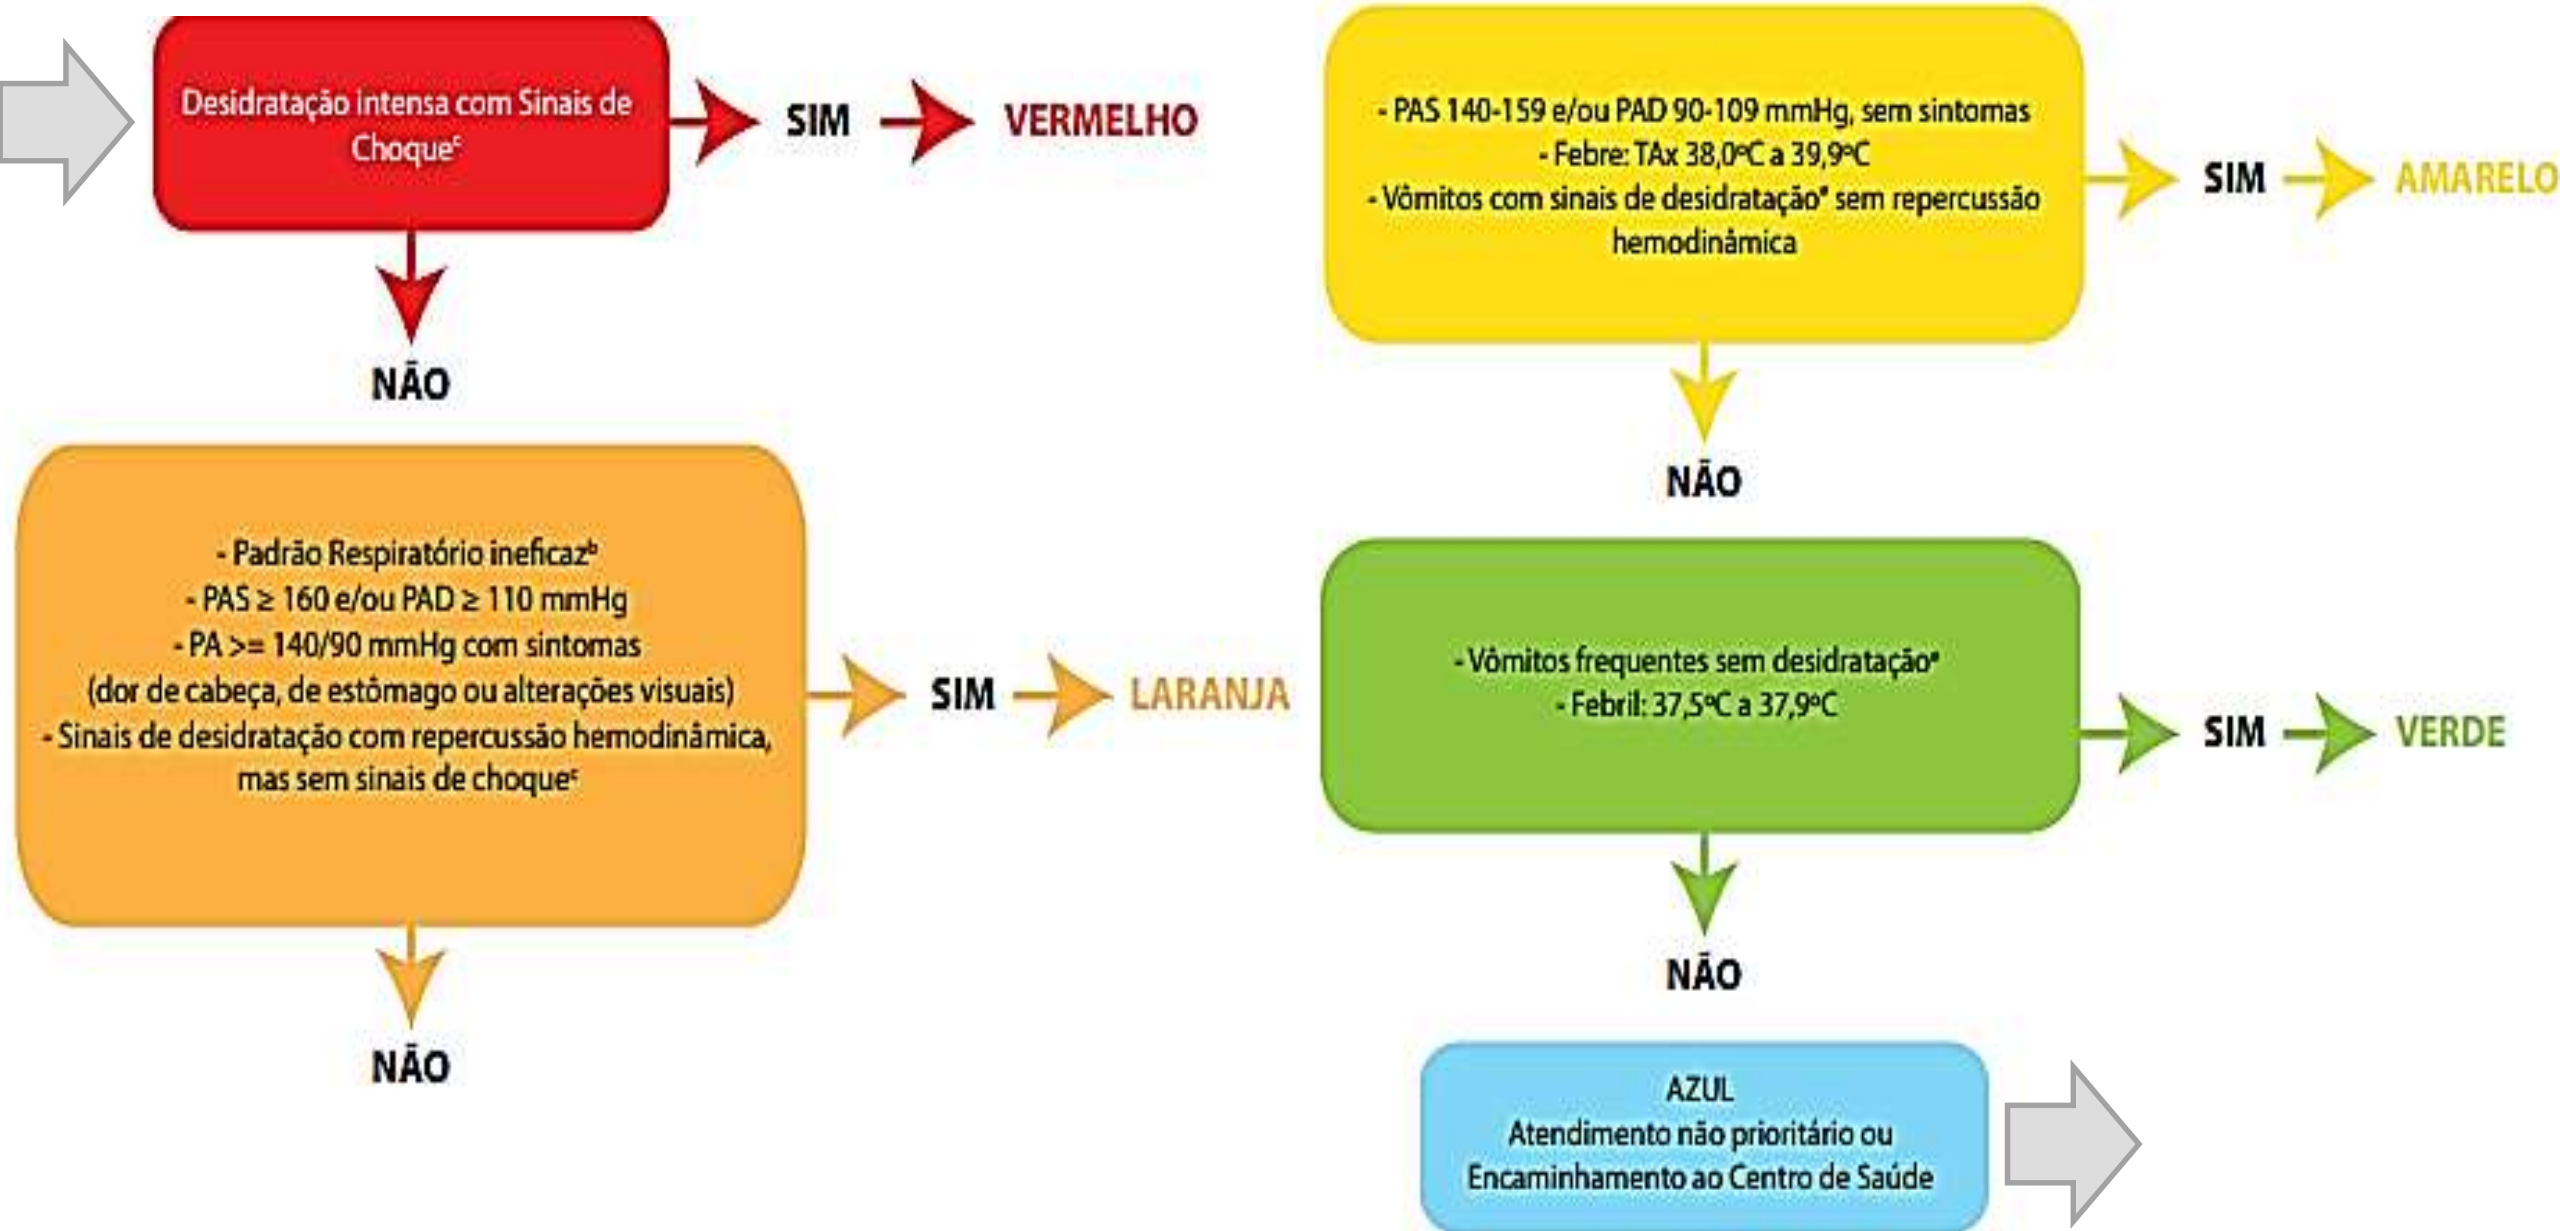 Desidratação intensa com Sinais de
Choqueᶜ
SIM
VERMELHO
NÃO
- Padrão Respiratório ineficazᵇ
- PAS ≥ 160 e/ou PAD ≥ 110 mmHg
- PA >= 140/90 mmHg com sintomas
(dor de cabeça, de estômago ou alterações visuais)
- Sinais de desidratação com repercussão hemodinâmica,
mas sem sinais de choqueᶜ
SIM
LARANJA
NÃO
- PAS 140-159 e/ou PAD 90-109 mmHg, sem sintomas
- Febre: TAx 38,0ºC a 39,9ºC
- Vômitos com sinais de desidratação sem repercussão
hemodinâmica
SIM
AMARELO
NÃO
- Vômitos frequentes sem desidratação
- Febril: 37,5ºC a 37,9ºC
SIM
VERDE
NÃO
AZUL
Atendimento não prioritário ou
Encaminhamento ao Centro de Saúde